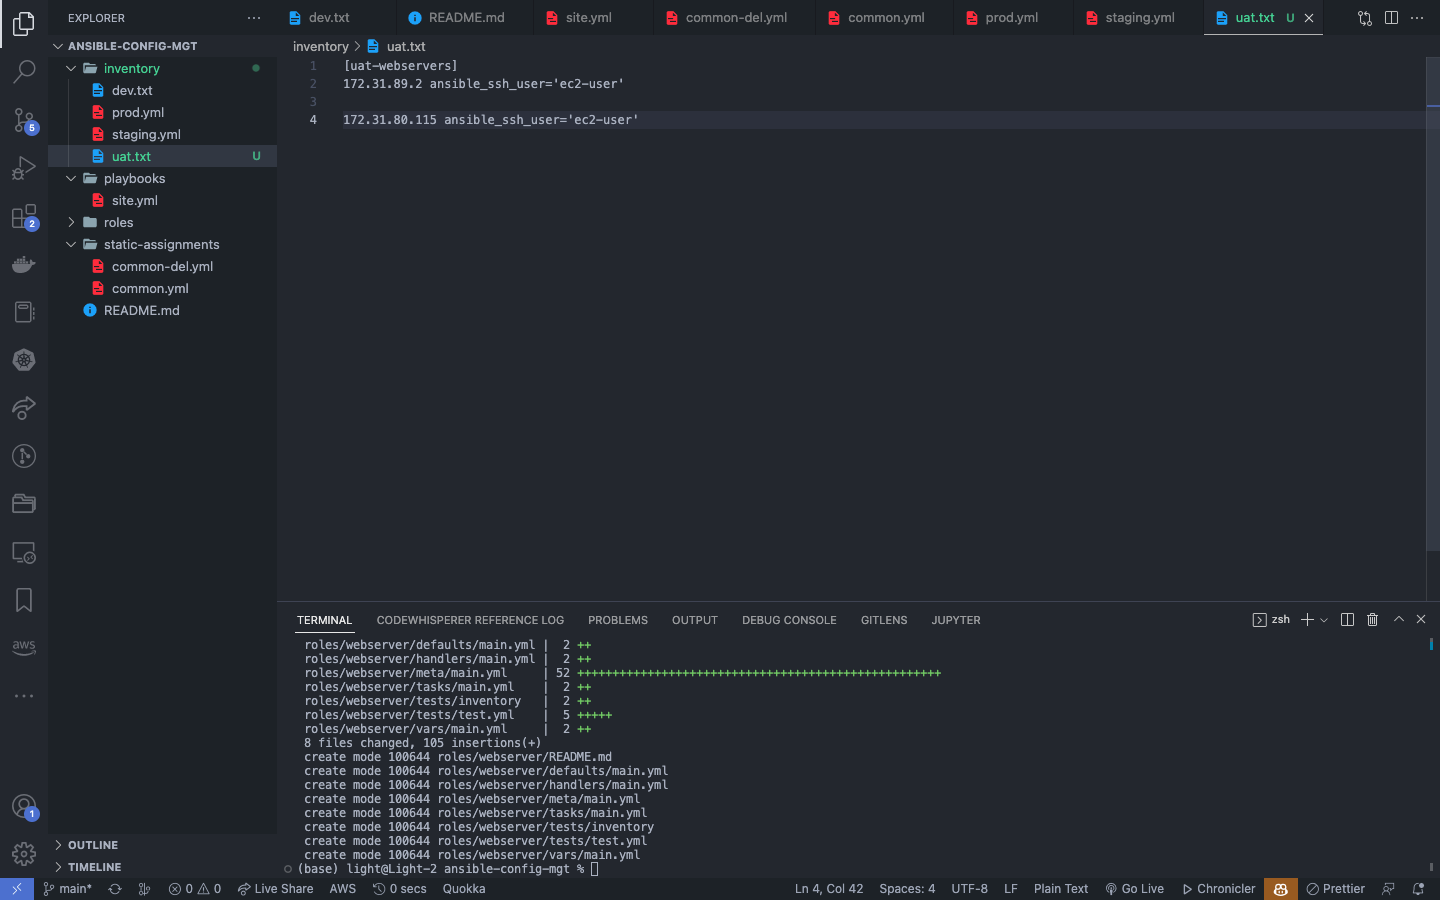 EXPLORER
dev.txt
README.md
site.yml
common-del.yml
common.yml
prod.yml
staging.yml
uat.txt U
ANSIBLE-CONFIG-MGT
inventory
dev.txt
prod.yml
staging.yml
uat.txt U
playbooks
site.yml
roles
static-assignments
common-del.yml
common.yml
README.md
5
2
aws
1
OUTLINE
TIMELINE
inventory > uat.txt
1 [uat-webservers]
2 172.31.89.2 ansible_ssh_user='ec2-user'
3
4 172.31.80.115 ansible_ssh_user='ec2-user'
TERMINAL CODEWHISPERER REFERENCE LOG PROBLEMS OUTPUT DEBUG CONSOLE GITLENS JUPYTER zsh
roles/webserver/defaults/main.yml | 2 ++
roles/webserver/handlers/main.yml | 2 ++
roles/webserver/meta/main.yml | 52 ++++++++++++++++++++++++++++++++++++++++++++++++++++
roles/webserver/tasks/main.yml | 2 ++
roles/webserver/tests/inventory | 2 ++
roles/webserver/tests/test.yml | 5 +++++
roles/webserver/vars/main.yml | 2 ++
8 files changed, 105 insertions(+)
create mode 100644 roles/webserver/README.md
create mode 100644 roles/webserver/defaults/main.yml
create mode 100644 roles/webserver/handlers/main.yml
create mode 100644 roles/webserver/meta/main.yml
create mode 100644 roles/webserver/tasks/main.yml
create mode 100644 roles/webserver/tests/inventory
create mode 100644 roles/webserver/tests/test.yml
create mode 100644 roles/webserver/vars/main.yml
(base) light@Light-2 ansible-config-mgt %
main* 0 0 Live Share AWS 0 secs Quokka Ln 4, Col 42 Spaces: 4 UTF-8 LF Plain Text Go Live Chronicler Prettier